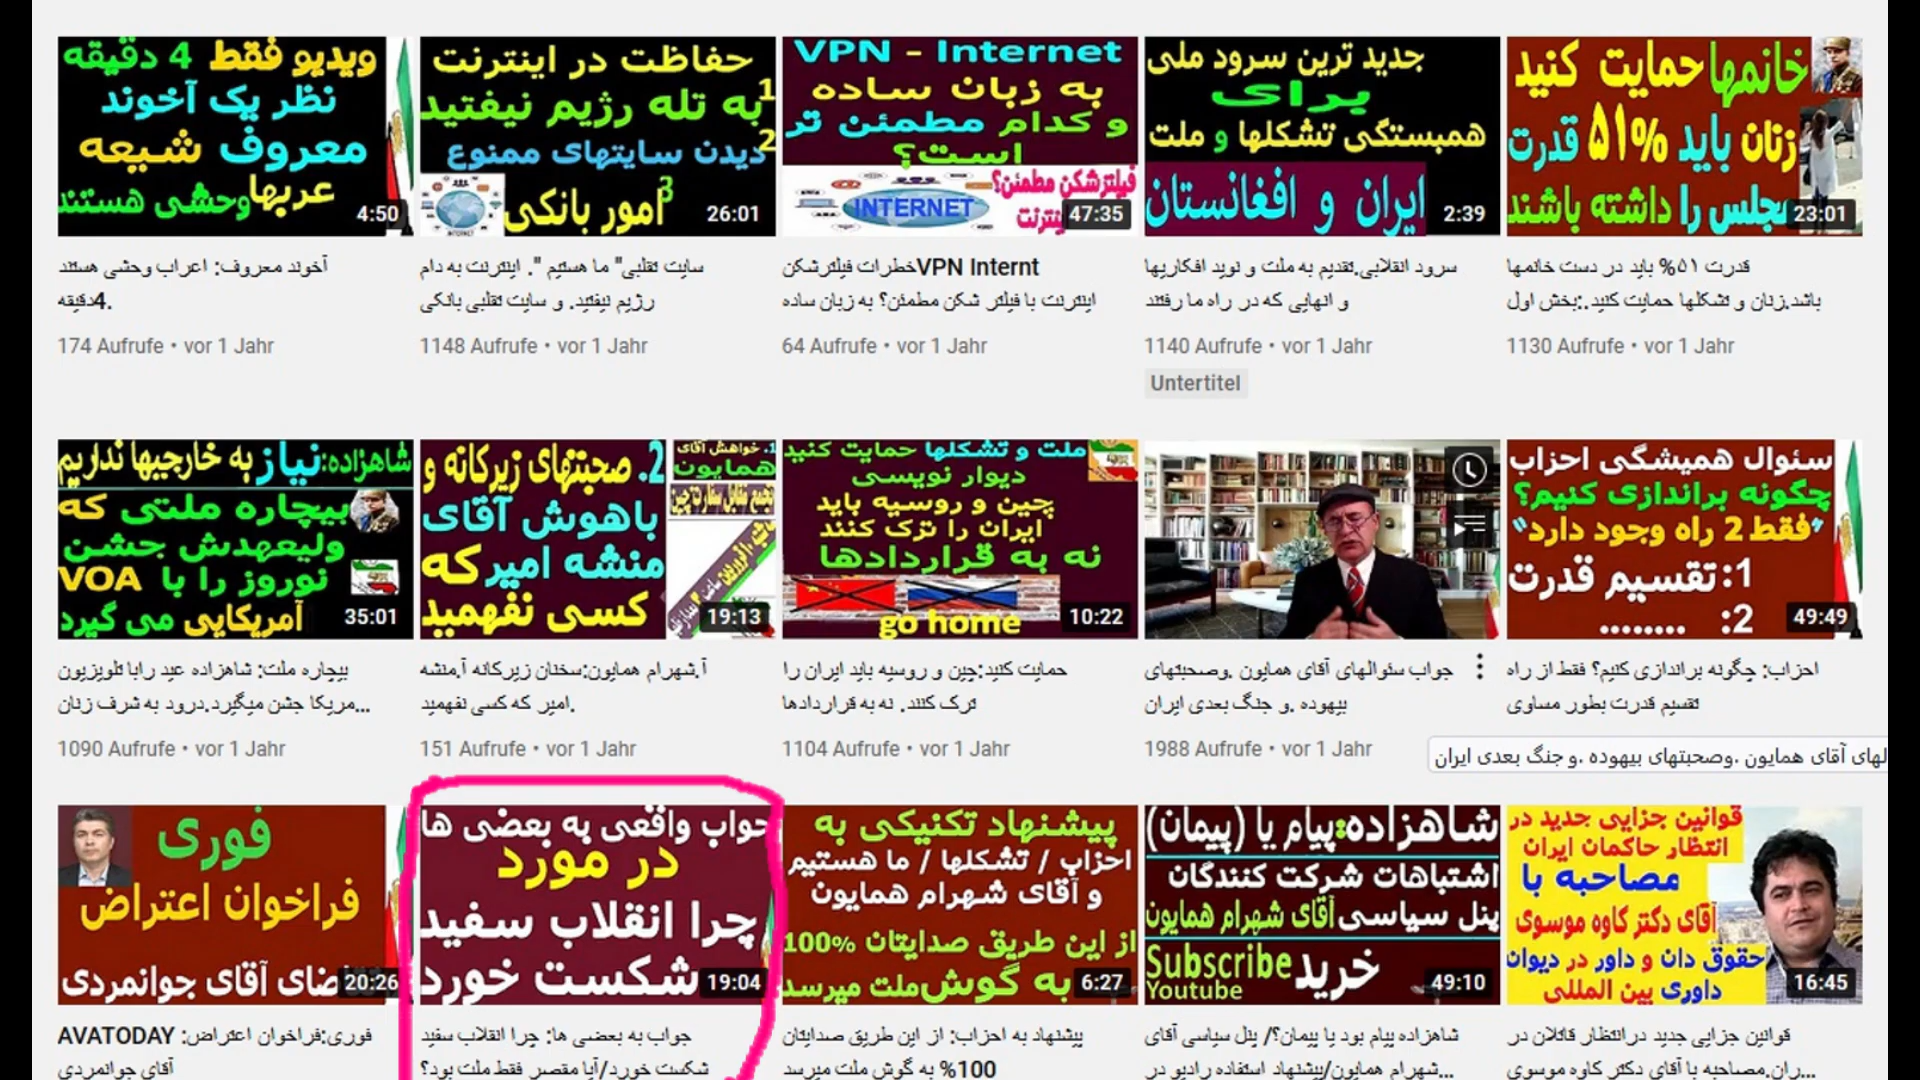 ویدیو فقط 4 دقیقه
نظر یک آخوند
معروف شیعه
عربها وحشی هستند
4:50
حفاظت در اینترنت
1
به تله رژیم نیفتید
2
دیدن سایتهای ممنوع
3
امور بانکی
INTERNET
26:01
VPN - Internet
به زبان ساده
و کدام مطمئن تر
است؟
فیلترشکن مطمئن؟
INTERNET
47:35
جدید ترین سرود ملی
برای
همبستگی تشکلها و ملت
ایران و افغانستان
2:39
خانمها حمایت کنید
زنان باید ۵۱% قدرت
مجلس را داشته باشند
23:01
آخوند معروف: اعراب وحشی هستند
4دقیقه.
174 Aufrufe • vor 1 Jahr
سایت تقلبی" ما هستیم ". اینترنت به دام
رژیم نیفتید. و سایت تقلبی بانکی
1148 Aufrufe • vor 1 Jahr
VPN Internt خطرات فیلترشکن
اینترنت با فیلتر شکن مطمئن؟ به زبان ساده
64 Aufrufe • vor 1 Jahr
سرود انقلابی.تقدیم به ملت و نوید افکاریها
و انهایی که در راه ما رفتند
1140 Aufrufe • vor 1 Jahr
Untertitel
قدرت ۵۱% باید در دست خانمها
باشد.زنان و تشکلها حمایت کنید.:بخش اول
1130 Aufrufe • vor 1 Jahr
شاهزاده:نیاز به خارجیها نداریم
بیچاره ملتی که
ولیعهدش جشن
نوروز را با VOA
آمریکایی می گیرد
35:01
2. صحبتهای زیرکانه و
باهوش آقای
منشه امیر که
کسی نفهمید
1. خواهش آقای
همایون
19:13
ملت و تشکلها حمایت کنید
دیوار نویسی
چین و روسیه باید
ایران را ترک کنند
نه به قراردادها
go home
10:22
سئوال همیشگی احزاب
چگونه براندازی کنیم؟
"فقط 2 راه وجود دارد"
1: تقسیم قدرت
2: ........
49:49
بیچاره ملت: شاهزاده عید رابا تلویزیون
مریکا جشن میگیرد.درود به شرف زنان...
1090 Aufrufe • vor 1 Jahr
آ.شهرام همایون:سخنان زیرکانه آ.منشه
امیر که کسی نفهمید.
151 Aufrufe • vor 1 Jahr
حمایت کنید:چین و روسیه باید ایران را
ترک کنند. نه به قراردادها
1104 Aufrufe • vor 1 Jahr
جواب سئوالهای آقای همایون .وصحبتهای
بیهوده .و جنگ بعدی ایران
1988 Aufrufe • vor 1 Jahr
احزاب: چگونه براندازی کنیم؟ فقط از راه
تقسیم قدرت بطور مساوی
لهای آقای همایون .وصحبتهای بیهوده .و جنگ بعدی ایران
فوری
فراخوان اعتراض
ضای آقای جوانمردی
20:26
جواب واقعی به بعضی ها
در مورد
چرا انقلاب سفید
شکست خورد
19:04
پیشنهاد تکنیکی به
احزاب / تشکلها / ما هستیم
و آقای شهرام همایون
از این طریق صدایتان 100%
به گوش ملت میرسد
6:27
شاهزاده:پیام یا (پیمان)
اشتباهات شرکت کنندگان
پنل سیاسی آقای شهرام همایون
خرید Subscribe
Youtube
49:10
قوانین جزایی جدید در
انتظار حاکمان ایران
مصاحبه با
آقای دکتر کاوه موسوی
حقوق دان و داور در دیوان
داوری بین المللی
16:45
فوری:فراخوان اعتراض: AVATODAY
آقای جوانمردی
جواب به بعضی ها: چرا انقلاب سفید
شکست خورد/آیا مقصر فقط ملت بود؟
پیشنهاد به احزاب: از این طریق صدایتان
100% به گوش ملت میرسد
شاهزاده پیام بود یا پیمان؟/ پنل سیاسی آقای
شهرام همایون/پیشنهاد استفاده رادیو در...
قوانین جزایی جدید درانتظار قاتلان در
ران.مصاحبه با آقای دکتر کاوه موسوی...